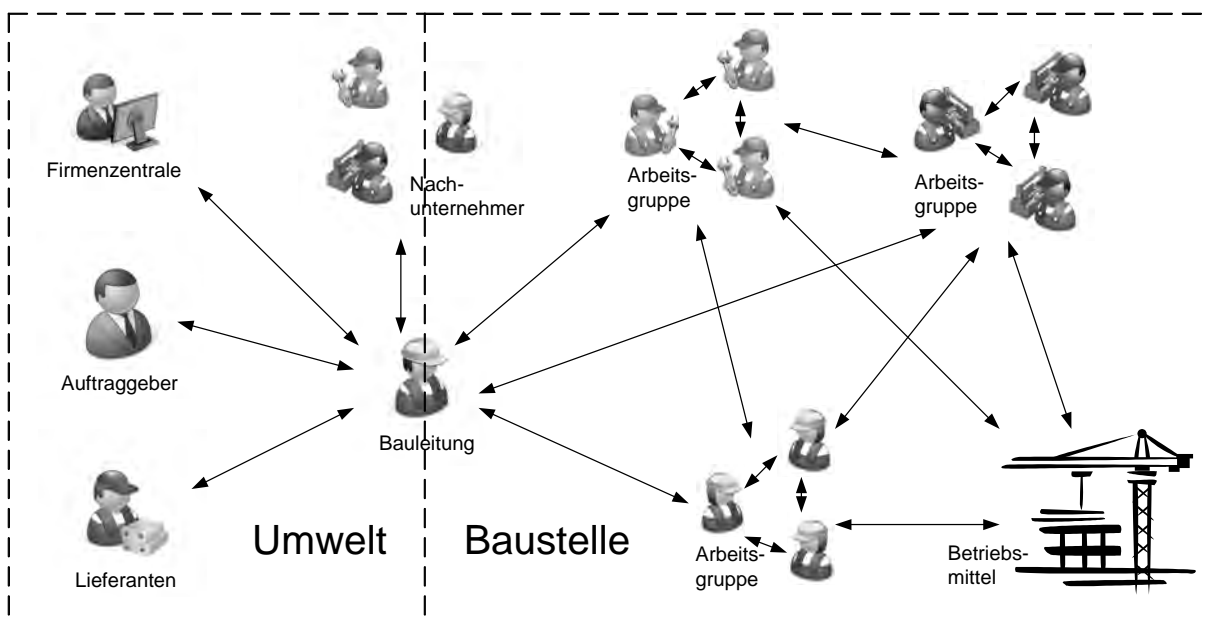 Firmenzentrale
Nach-
unternehmer
Arbeits-
gruppe
Arbeits-
gruppe
Auftraggeber
Bauleitung
Lieferanten
Umwelt
Baustelle
Arbeits-
gruppe
Betriebs-
mittel